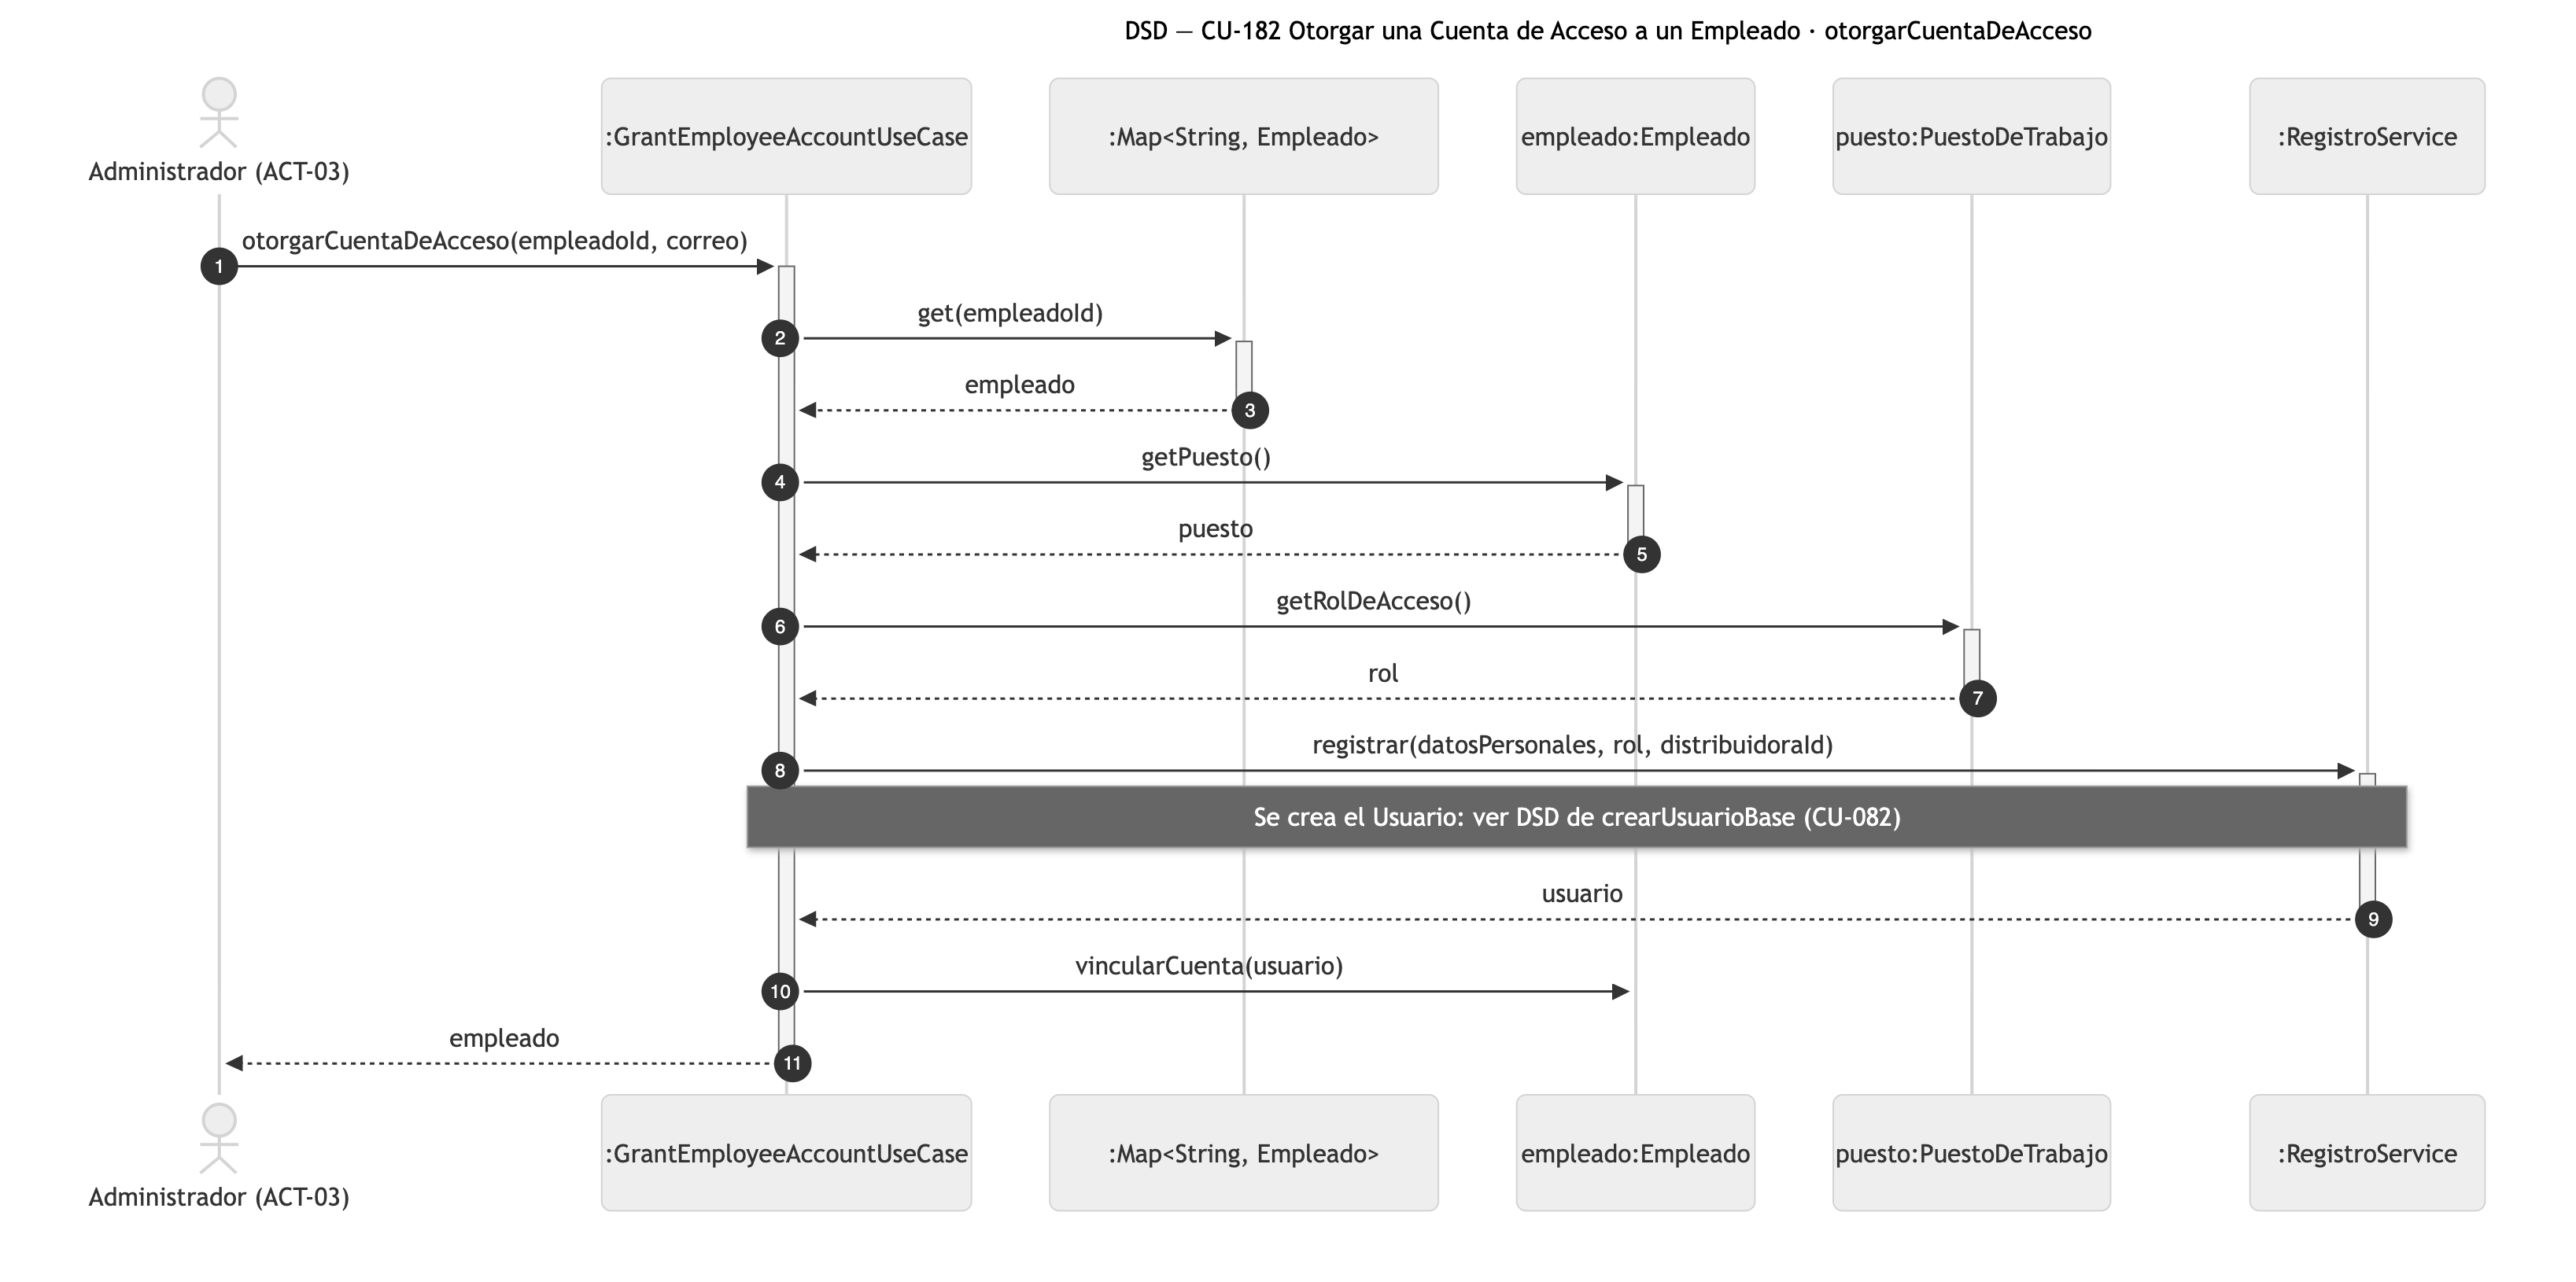 DSD — CU-182 Otorgar una Cuenta de Acceso a un Empleado · otorgarCuentaDeAcceso
Administrador (ACT-03)
:GrantEmployeeAccountUseCase
:Map<String, Empleado>
empleado:Empleado
puesto:PuestoDeTrabajo
:RegistroService
otorgarCuentaDeAcceso(empleadoId, correo)
1
get(empleadoId)
2
empleado
3
getPuesto()
4
puesto
5
getRolDeAcceso()
6
rol
7
registrar(datosPersonales, rol, distribuidoraId)
8
Se crea el Usuario: ver DSD de crearUsuarioBase (CU-082)
usuario
9
vincularCuenta(usuario)
10
empleado
11
Administrador (ACT-03)
:GrantEmployeeAccountUseCase
:Map<String, Empleado>
empleado:Empleado
puesto:PuestoDeTrabajo
:RegistroService